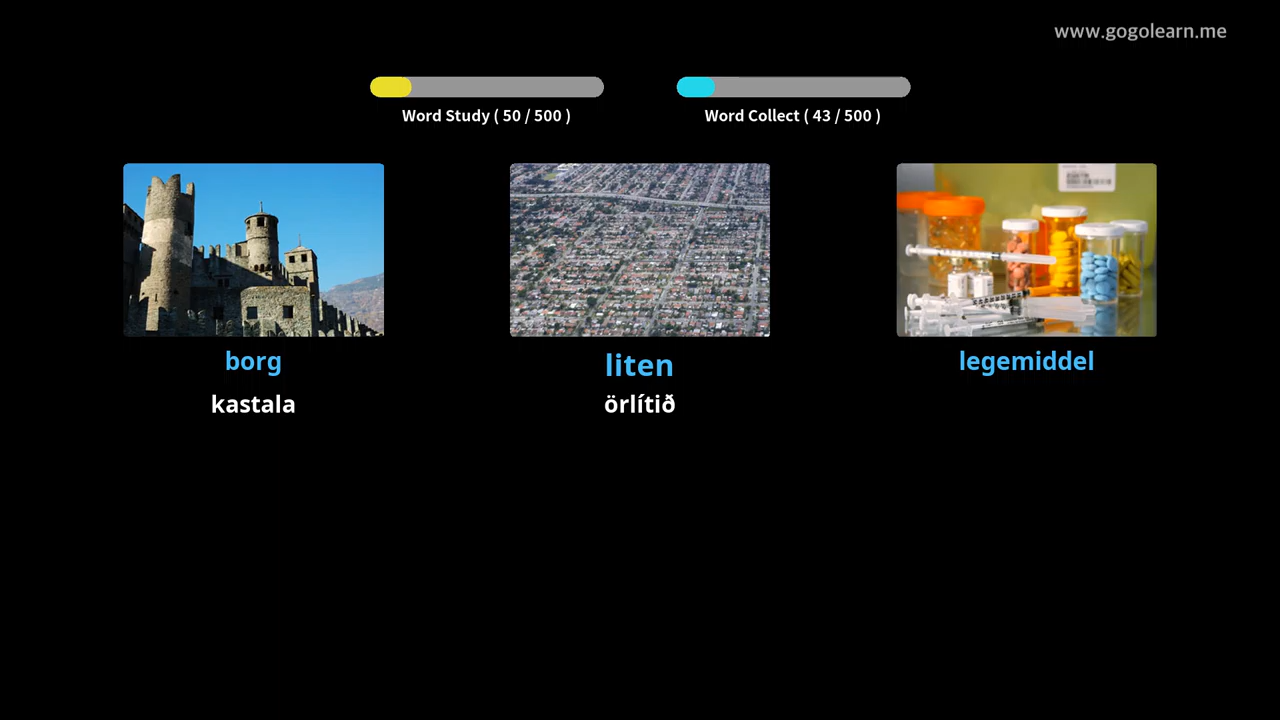 www.gogolearn.me
Word Study ( 50 / 500 )
Word Collect ( 43 / 500 )
borg
liten
legemiddel
kastala
örlítið